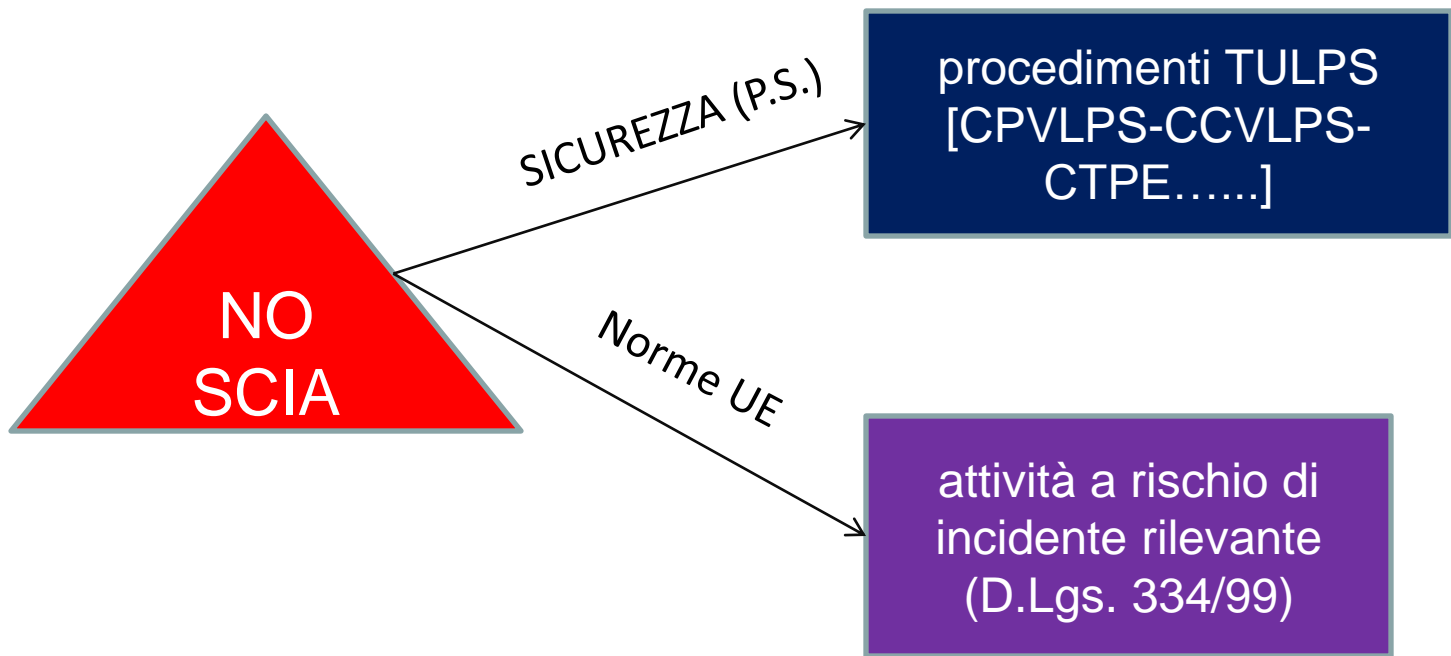 NO
SCIA
SICUREZZA (P.S.)
procedimenti TULPS
[CPVLPS-CCVLPS-
CTPE…...]
Norme UE
attività a rischio di
incidente rilevante
(D.Lgs. 334/99)